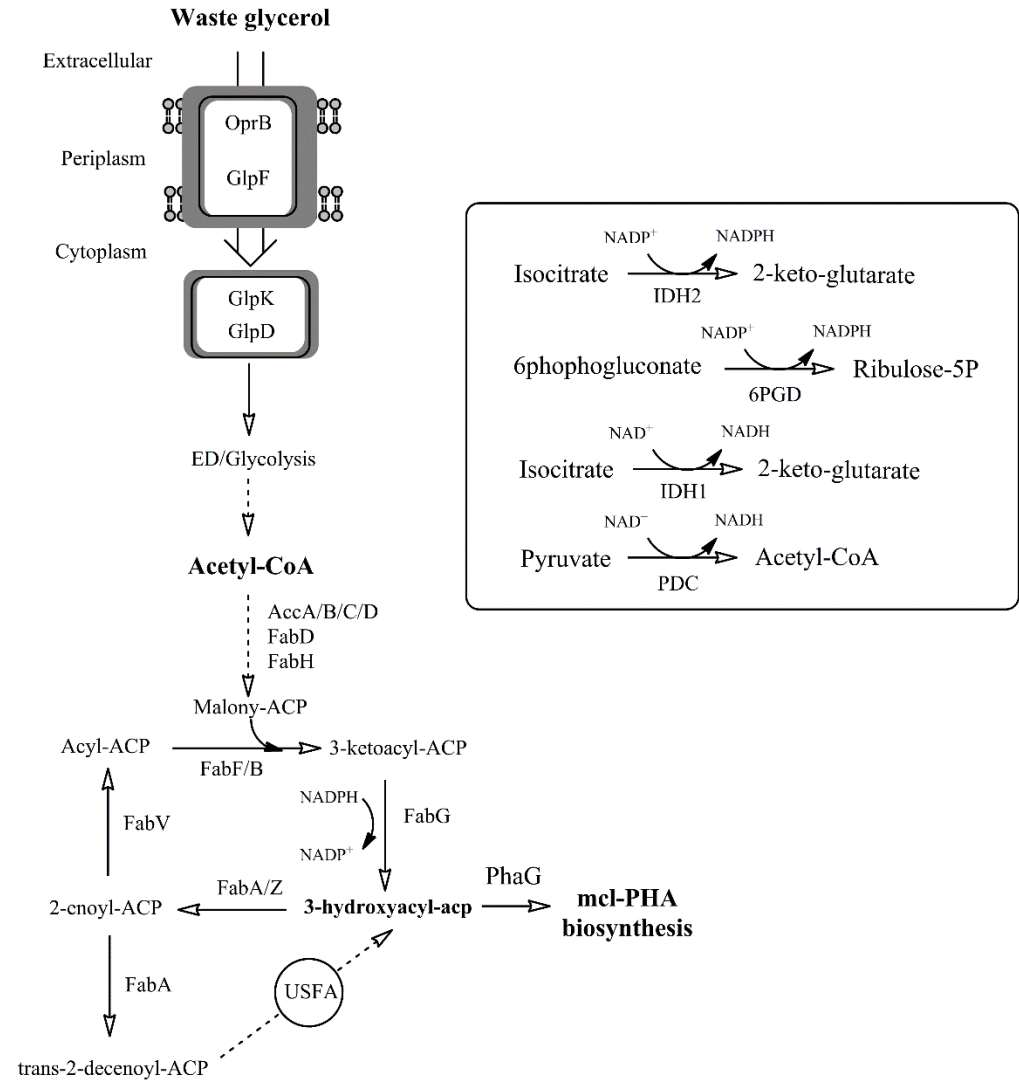 Waste glycerol
Extracellular
OprB
Periplasm
GlpF
Cytoplasm
GlpK
GlpD
ED/Glycolysis
Acetyl-CoA
AccA/B/C/D
FabD
FabH
Malony-ACP
Acyl-ACP
3-ketoacyl-ACP
FabF/B
NADPH
FabG
FabV
NADP+
PhaG
FabA/Z
2-cnoyl-ACP
3-hydroxyacyl-acp
mcl-PHA
biosynthesis
FabA
USFA
trans-2-decenoyl-ACP
NADP+ NADPH
Isocitrate 2-keto-glutarate
IDH2
NADP+ NADPH
6phophogluconate Ribulose-5P
6PGD
NAD+ NADH
Isocitrate 2-keto-glutarate
IDH1
NAD− NADH
Pyruvate Acetyl-CoA
PDC